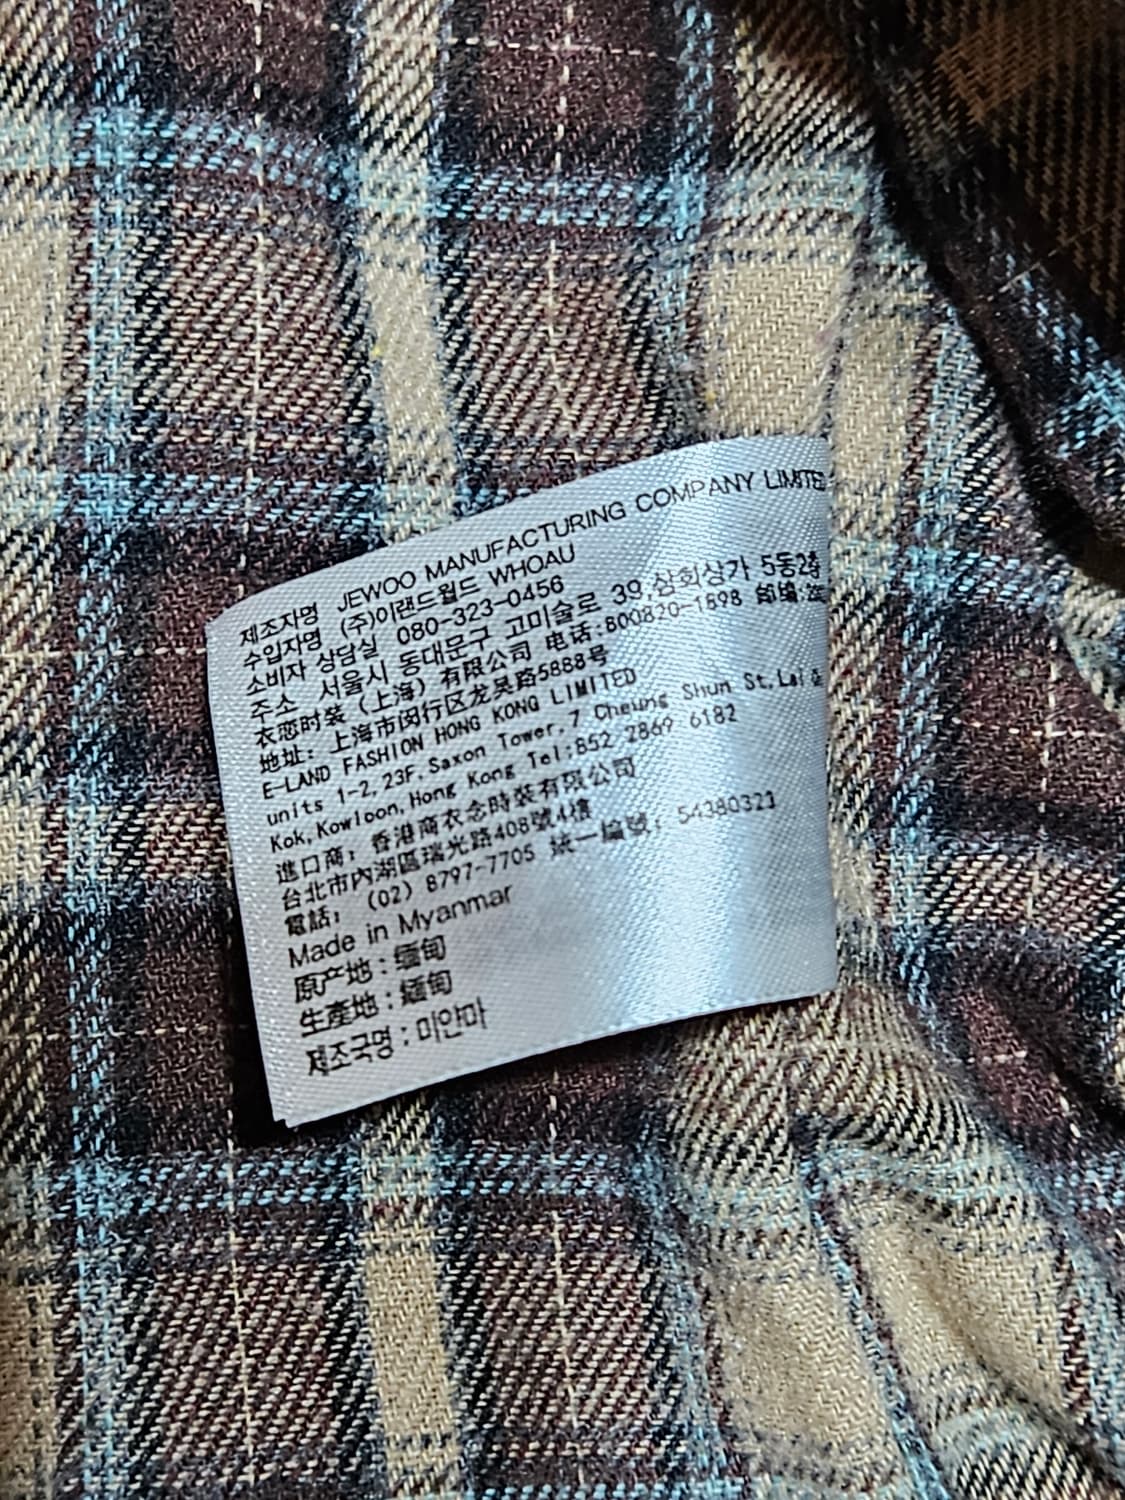 제조자명 JEWOO MANUFACTURING COMPANY LIMITED
수입자명 (주)이랜드월드 WHOAU
소비자 상담실 080-323-0456
주소 서울시 동대문구 고미술로 39,삼희상가 5동2층
衣恋时装(上海)有限公司 电话:800820-1898 邮编:
地址: 上海市闵行区龙吴路5888号
E-LAND FASHION HONG KONG LIMITED
units 1-2,23F,Saxon Tower,7 Cheung Shun St,Lai
Kok,Kowloon,Hong Kong Tel:852 2869 6182
進口商: 香港商衣念時裝有限公司
台北市內湖區瑞光路408號4樓
電話: (02) 8797-7705 統一編號: 54380321
Made in Myanmar
原产地:缅甸
生產地:緬甸
제조국명:미얀마